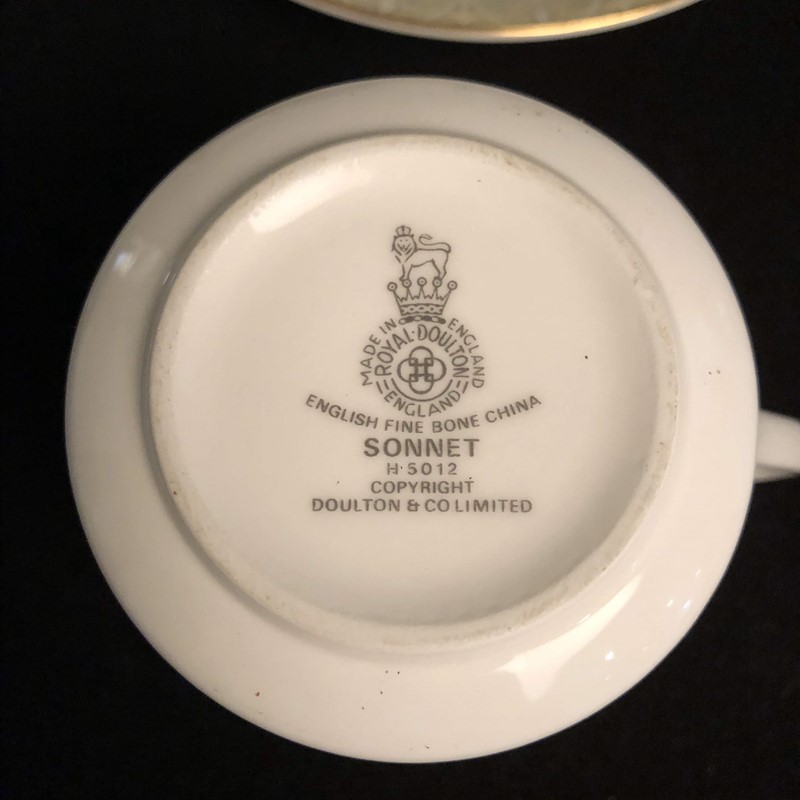 MADE IN ENGLAND
ROYAL·DOULTON
ENGLAND
ENGLISH FINE BONE CHINA
SONNET
H·5012
COPYRIGHT
DOULTON & CO LIMITED